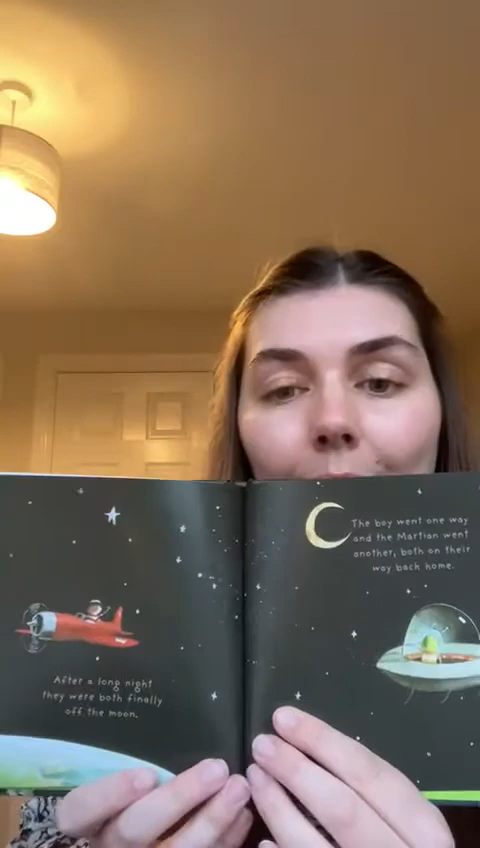 After a long night
they were both finally
off the moon.
The boy went one way
and the Martian went
another, both on their
way back home.